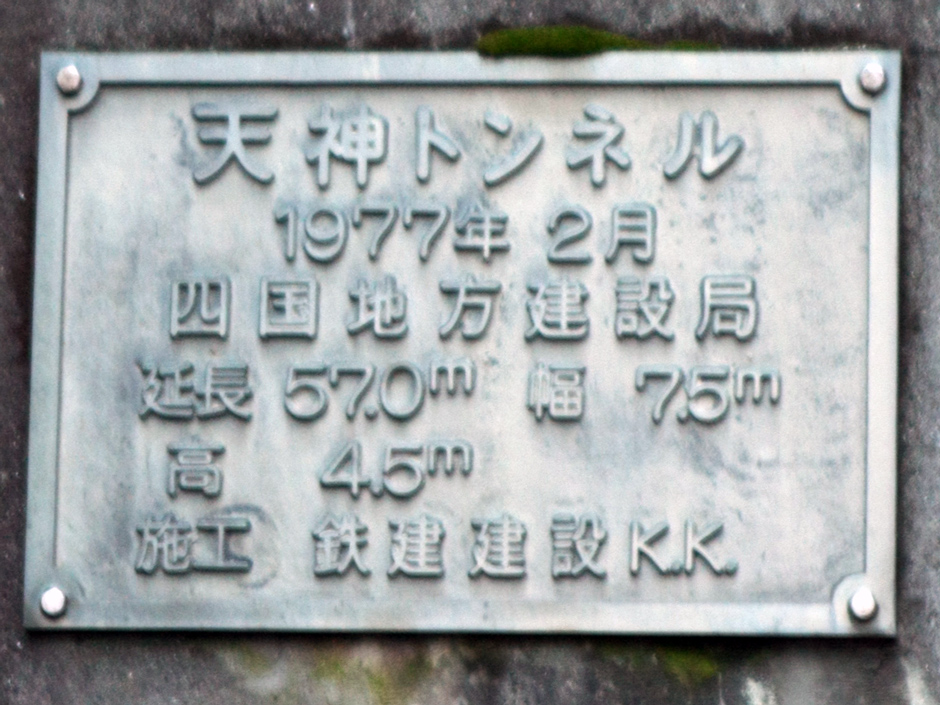 天神トンネル
1977年 2月
四国地方建設局
延長 57.0m 幅 7.5m
高 4.5m
施工 鉄建建設K.K.